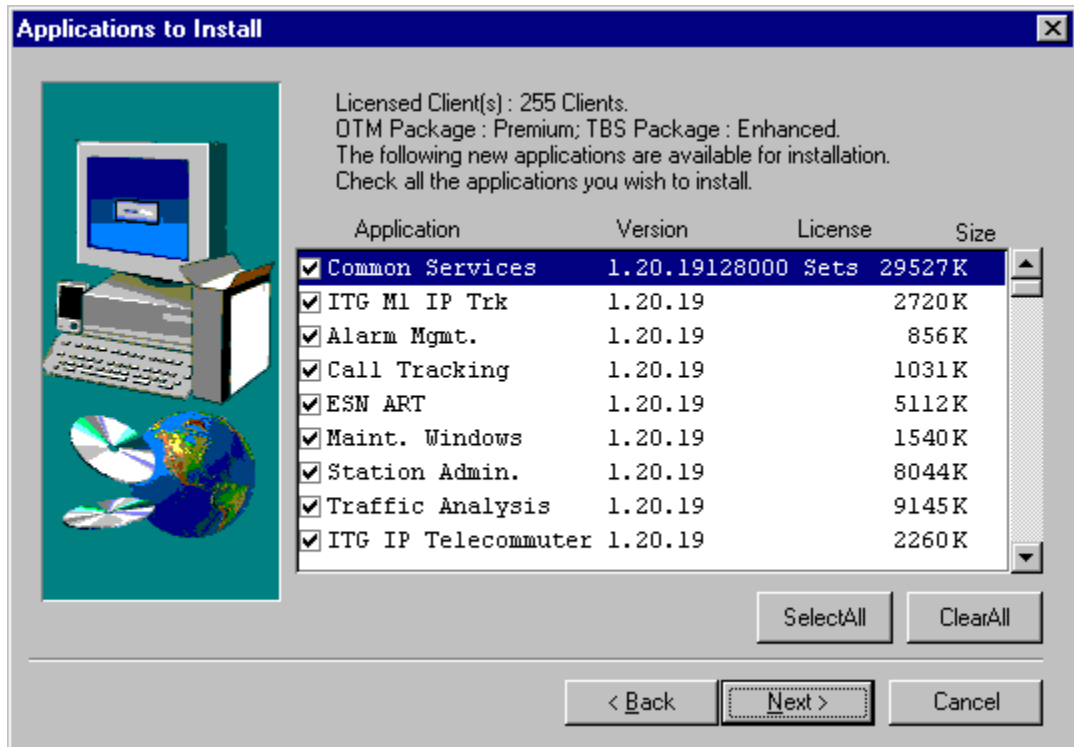 Applications to Install
Licensed Client(s) : 255 Clients.
OTM Package : Premium; TBS Package : Enhanced.
The following new applications are available for installation.
Check all the applications you wish to install.
Application Version License Size
Common Services 1.20.19128000 Sets 29527K
ITG M1 IP Trk 1.20.19 2720K
Alarm Mgmt. 1.20.19 856K
Call Tracking 1.20.19 1031K
ESN ART 1.20.19 5112K
Maint. Windows 1.20.19 1540K
Station Admin. 1.20.19 8044K
Traffic Analysis 1.20.19 9145K
ITG IP Telecommuter 1.20.19 2260K
SelectAll ClearAll
< Back Next > Cancel